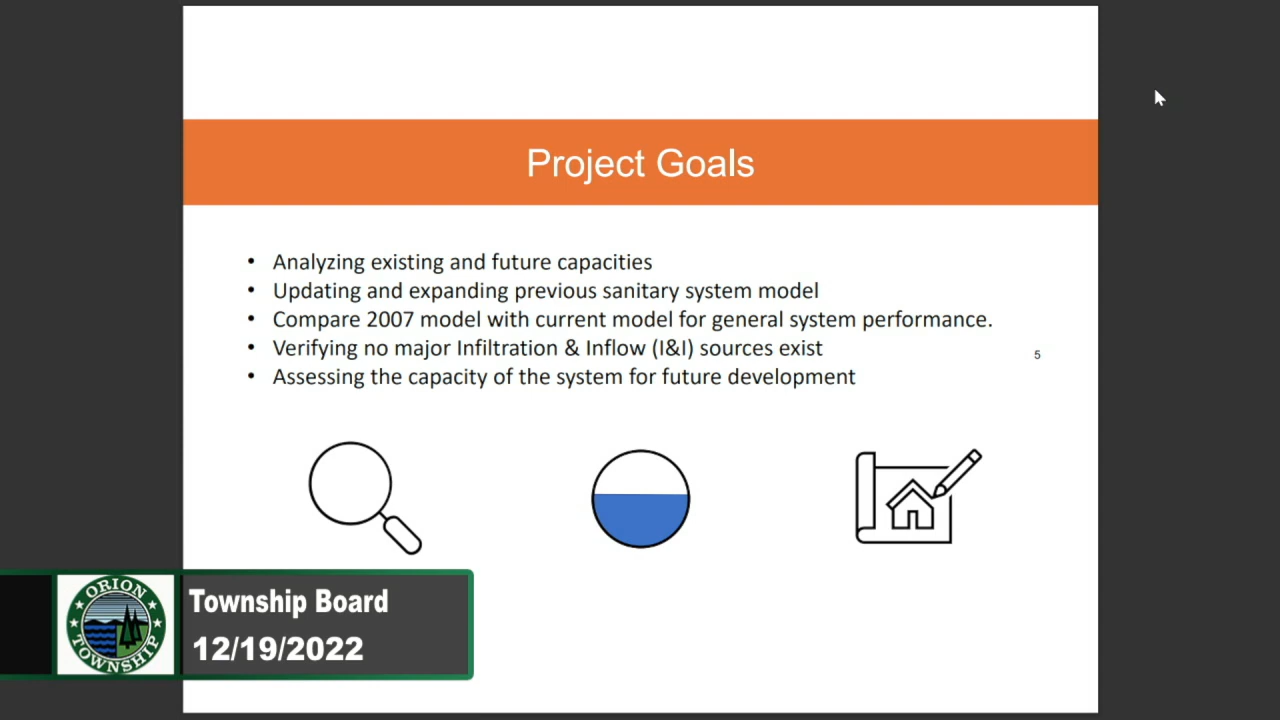 Project Goals
• Analyzing existing and future capacities
• Updating and expanding previous sanitary system model
• Compare 2007 model with current model for general system performance.
• Verifying no major Infiltration & Inflow (I&I) sources exist
5
• Assessing the capacity of the system for future development
ORION
TOWNSHIP
Township Board
12/19/2022